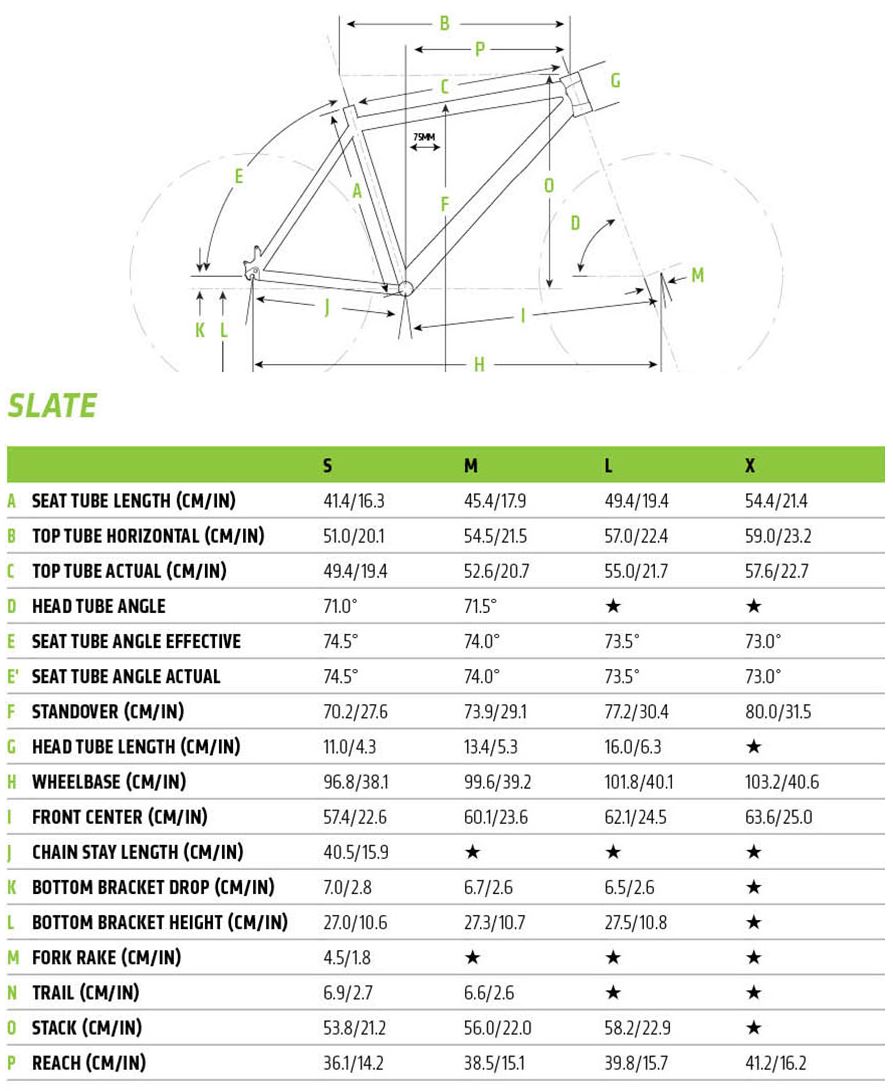 B
P
C
G
75MM
E
A
F
O
D
M
K L
J
I
H
SLATE
S M L X
A SEAT TUBE LENGTH (CM/IN) 41.4/16.3 45.4/17.9 49.4/19.4 54.4/21.4
B TOP TUBE HORIZONTAL (CM/IN) 51.0/20.1 54.5/21.5 57.0/22.4 59.0/23.2
C TOP TUBE ACTUAL (CM/IN) 49.4/19.4 52.6/20.7 55.0/21.7 57.6/22.7
D HEAD TUBE ANGLE 71.0° 71.5° ★ ★
E SEAT TUBE ANGLE EFFECTIVE 74.5° 74.0° 73.5° 73.0°
E' SEAT TUBE ANGLE ACTUAL 74.5° 74.0° 73.5° 73.0°
F STANDOVER (CM/IN) 70.2/27.6 73.9/29.1 77.2/30.4 80.0/31.5
G HEAD TUBE LENGTH (CM/IN) 11.0/4.3 13.4/5.3 16.0/6.3 ★
H WHEELBASE (CM/IN) 96.8/38.1 99.6/39.2 101.8/40.1 103.2/40.6
I FRONT CENTER (CM/IN) 57.4/22.6 60.1/23.6 62.1/24.5 63.6/25.0
J CHAIN STAY LENGTH (CM/IN) 40.5/15.9 ★ ★ ★
K BOTTOM BRACKET DROP (CM/IN) 7.0/2.8 6.7/2.6 6.5/2.6 ★
L BOTTOM BRACKET HEIGHT (CM/IN) 27.0/10.6 27.3/10.7 27.5/10.8 ★
M FORK RAKE (CM/IN) 4.5/1.8 ★ ★ ★
N TRAIL (CM/IN) 6.9/2.7 6.6/2.6 ★ ★
O STACK (CM/IN) 53.8/21.2 56.0/22.0 58.2/22.9 ★
P REACH (CM/IN) 36.1/14.2 38.5/15.1 39.8/15.7 41.2/16.2